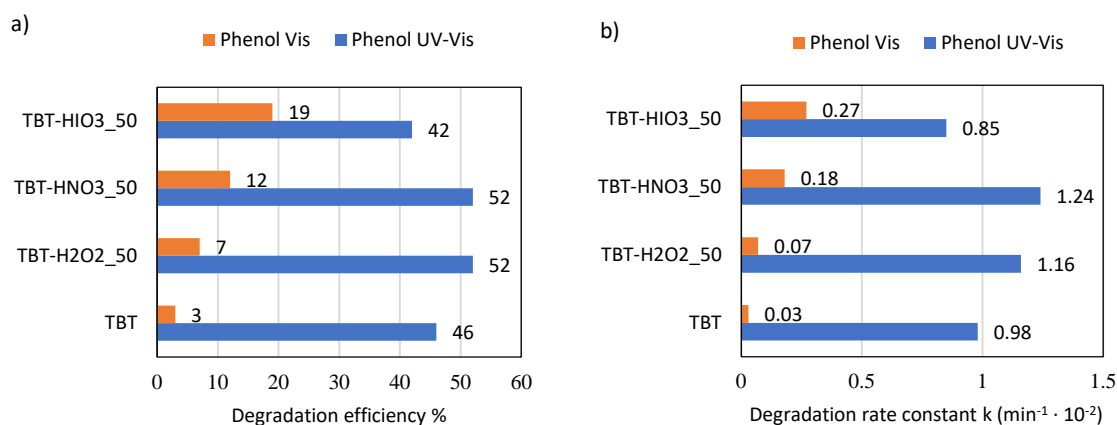 a)
Phenol Vis Phenol UV-Vis
TBT-HIO3_50
19
42
TBT-HNO3_50
12
52
TBT-H2O2_50
7
52
TBT
3
46
0 10 20 30 40 50 60
Degradation efficiency %
b)
Phenol Vis Phenol UV-Vis
TBT-HIO3_50
0.27
0.85
TBT-HNO3_50
0.18
1.24
TBT-H2O2_50
0.07
1.16
TBT
0.03
0.98
0 0.5 1 1.5
Degradation rate constant k (min⁻¹ · 10⁻²)